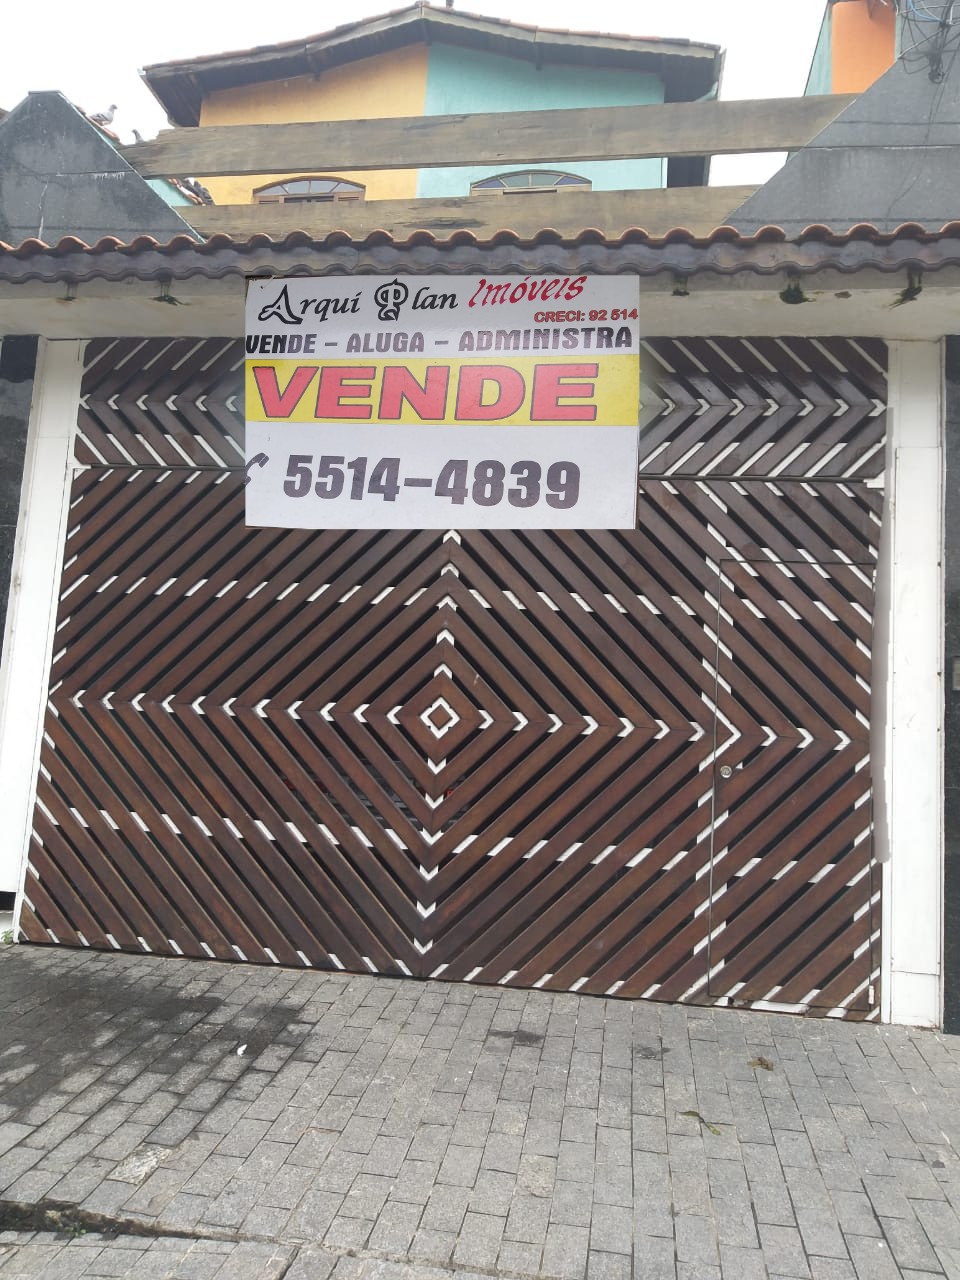 Arqui Plan Imóveis
CRECI: 92 514
VENDE - ALUGA - ADMINISTRA
VENDE
5514-4839